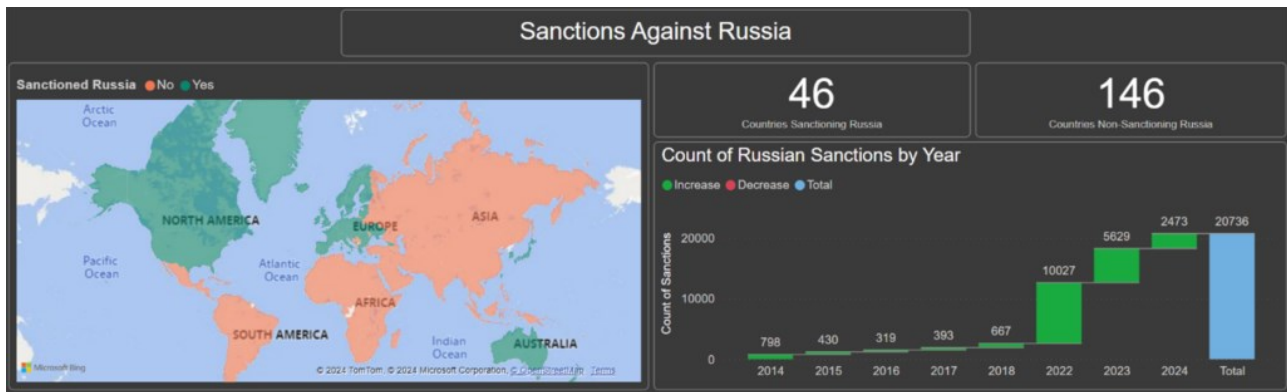 Sanctions Against Russia
Sanctioned Russia No Yes
Arctic
Ocean
NORTH AMERICA
EUROPE
ASIA
Pacific
Ocean
Atlantic
Ocean
AFRICA
SOUTH AMERICA
Indian
Ocean
AUSTRALIA
Microsoft Bing
© 2024 TomTom, © 2024 Microsoft Corporation, © OpenStreetMap Terms
46
Countries Sanctioning Russia
146
Countries Non-Sanctioning Russia
Count of Russian Sanctions by Year
Increase Decrease Total
Count of Sanctions
20000
10000
0
798 430 319 393 667 10027 5629 2473 20736
2014 2015 2016 2017 2018 2022 2023 2024 Total